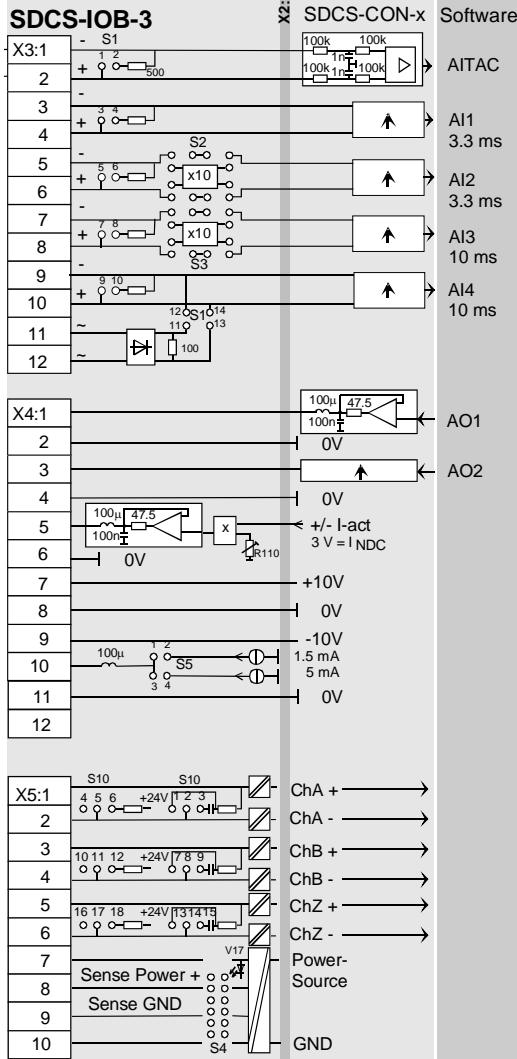 SDCS-IOB-3 X2: SDCS-CON-x Software
X3:1 - S1 100k 100k
+ 1 2 1n AITAC
2 500 100k 1n 100k
3 -
+ 3 4 AI1
4 3.3 ms
S2
5 -
+ 5 6 x10 AI2
6 3.3 ms
7 -
+ 7 8 x10 AI3
8 10 ms
S3
9 -
+ 9 10 AI4
10 12 S1 14 10 ms
11 ~ 11 13
100
12 ~
X4:1 100µ 47.5 AO1
100n
2 0V
3 AO2
4 0V
5 100µ 47.5 x +/- I-act
100n R110 3 V = I NDC
6 0V
7 +10V
8 0V
9 -10V
1 2 1.5 mA
10 100µ S5
3 4 5 mA
11 0V
12
S10 S10
X5:1 ChA +
4 5 6 +24V 1 2 3
2 ChA -
3 ChB +
10 11 12 +24V 7 8 9
4 ChB -
5 ChZ +
16 17 18 +24V 13 14 15
6 ChZ -
7 V17 Power-
Sense Power + Source
8
Sense GND
9
10 S4 GND